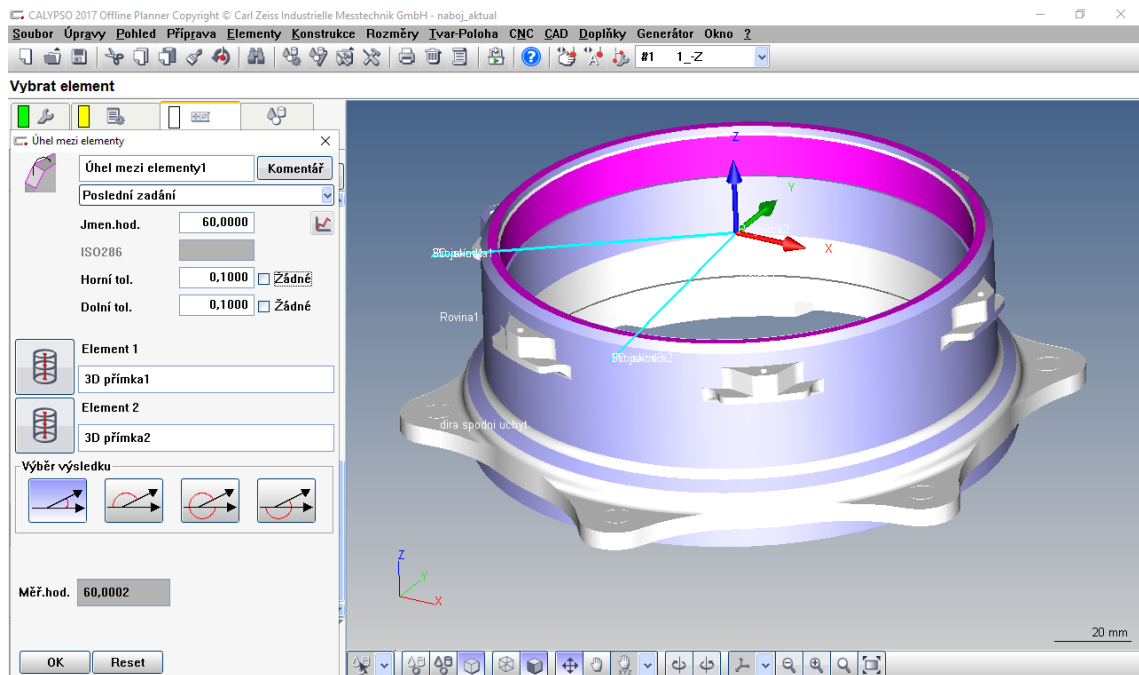 CALYPSO 2017 Offline Planner Copyright © Carl Zeiss Industrielle Messtechnik GmbH - naboj_aktual
Soubor Úpravy Pohled Příprava Elementy Konstrukce Rozměry Tvar-Poloha CNC CAD Doplňky Generátor Okno ?
#1 1_-Z
Vybrat element
Úhel mezi elementy
Úhel mezi elementy1 Komentář
Poslední zadání
Jmen.hod. 60,0000
ISO286
Horní tol. 0,1000 Žádné
Dolní tol. 0,1000 Žádné
Element 1
3D přímka1
Element 2
3D přímka2
Výběr výsledku
Měř.hod. 60,0002
OK Reset
Z
Y
X
Rovina1
dira spodni uchyt
Z
Y
X
20 mm
XYZ